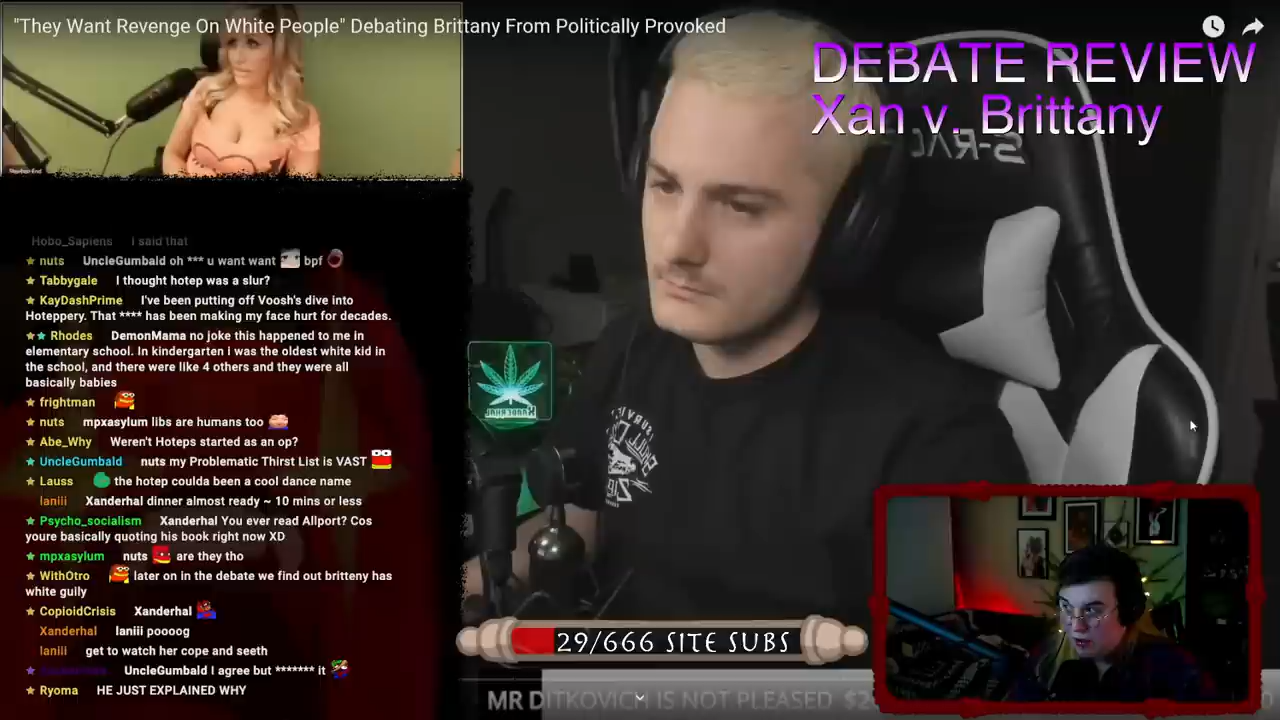 "They Want Revenge On White People" Debating Brittany From Politically Provoked
DEBATE REVIEW
Xan v. Brittany
Hobo_Sapiens I said that
nuts UncleGumbald oh *** u want want bpf
Tabbygale I thought hotep was a slur?
KayDashPrime I've been putting off Voosh's dive into
Hoteppery. That **** has been making my face hurt for decades.
Rhodes DemonMama no joke this happened to me in
elementary school. In kindergarten i was the oldest white kid in
the school, and there were like 4 others and they were all
basically babies
frightman
nuts mpxasylum libs are humans too
Abe_Why Weren't Hoteps started as an op?
UncleGumbald nuts my Problematic Thirst List is VAST
Lauss the hotep coulda been a cool dance name
laniii Xanderhal dinner almost ready ~ 10 mins or less
Psycho_socialism Xanderhal You ever read Allport? Cos
youre basically quoting his book right now XD
mpxasylum nuts are they tho
WithOtro later on in the debate we find out britteny has
white guily
CopioidCrisis Xanderhal
Xanderhal laniii poooog
laniii get to watch her cope and seeth
UncleGumbald I agree but ******* it
Ryoma HE JUST EXPLAINED WHY
29/666 SITE SUBS
MR DITKOVICH IS NOT PLEASED